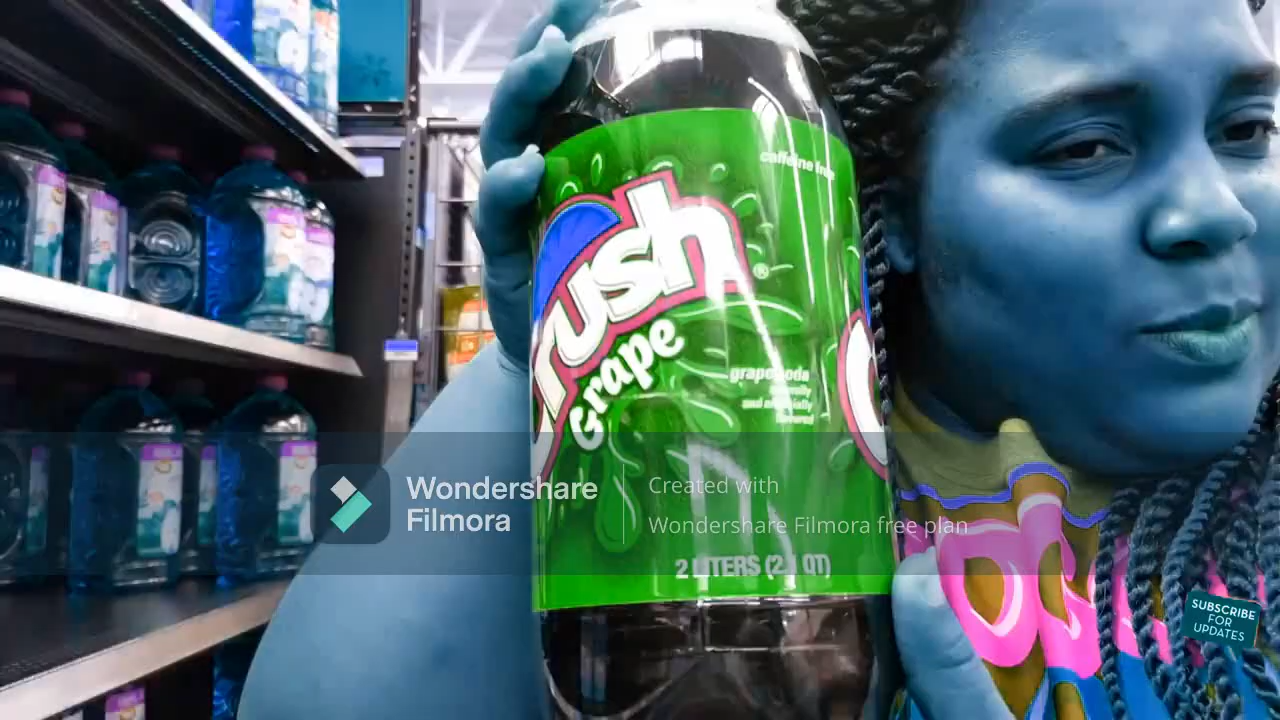 caffeine free
Crush®
Grape
grape soda
2 LITERS (2.1 QT)
Wondershare
Filmora
Created with
Wondershare Filmora free plan
SUBSCRIBE
FOR
UPDATES